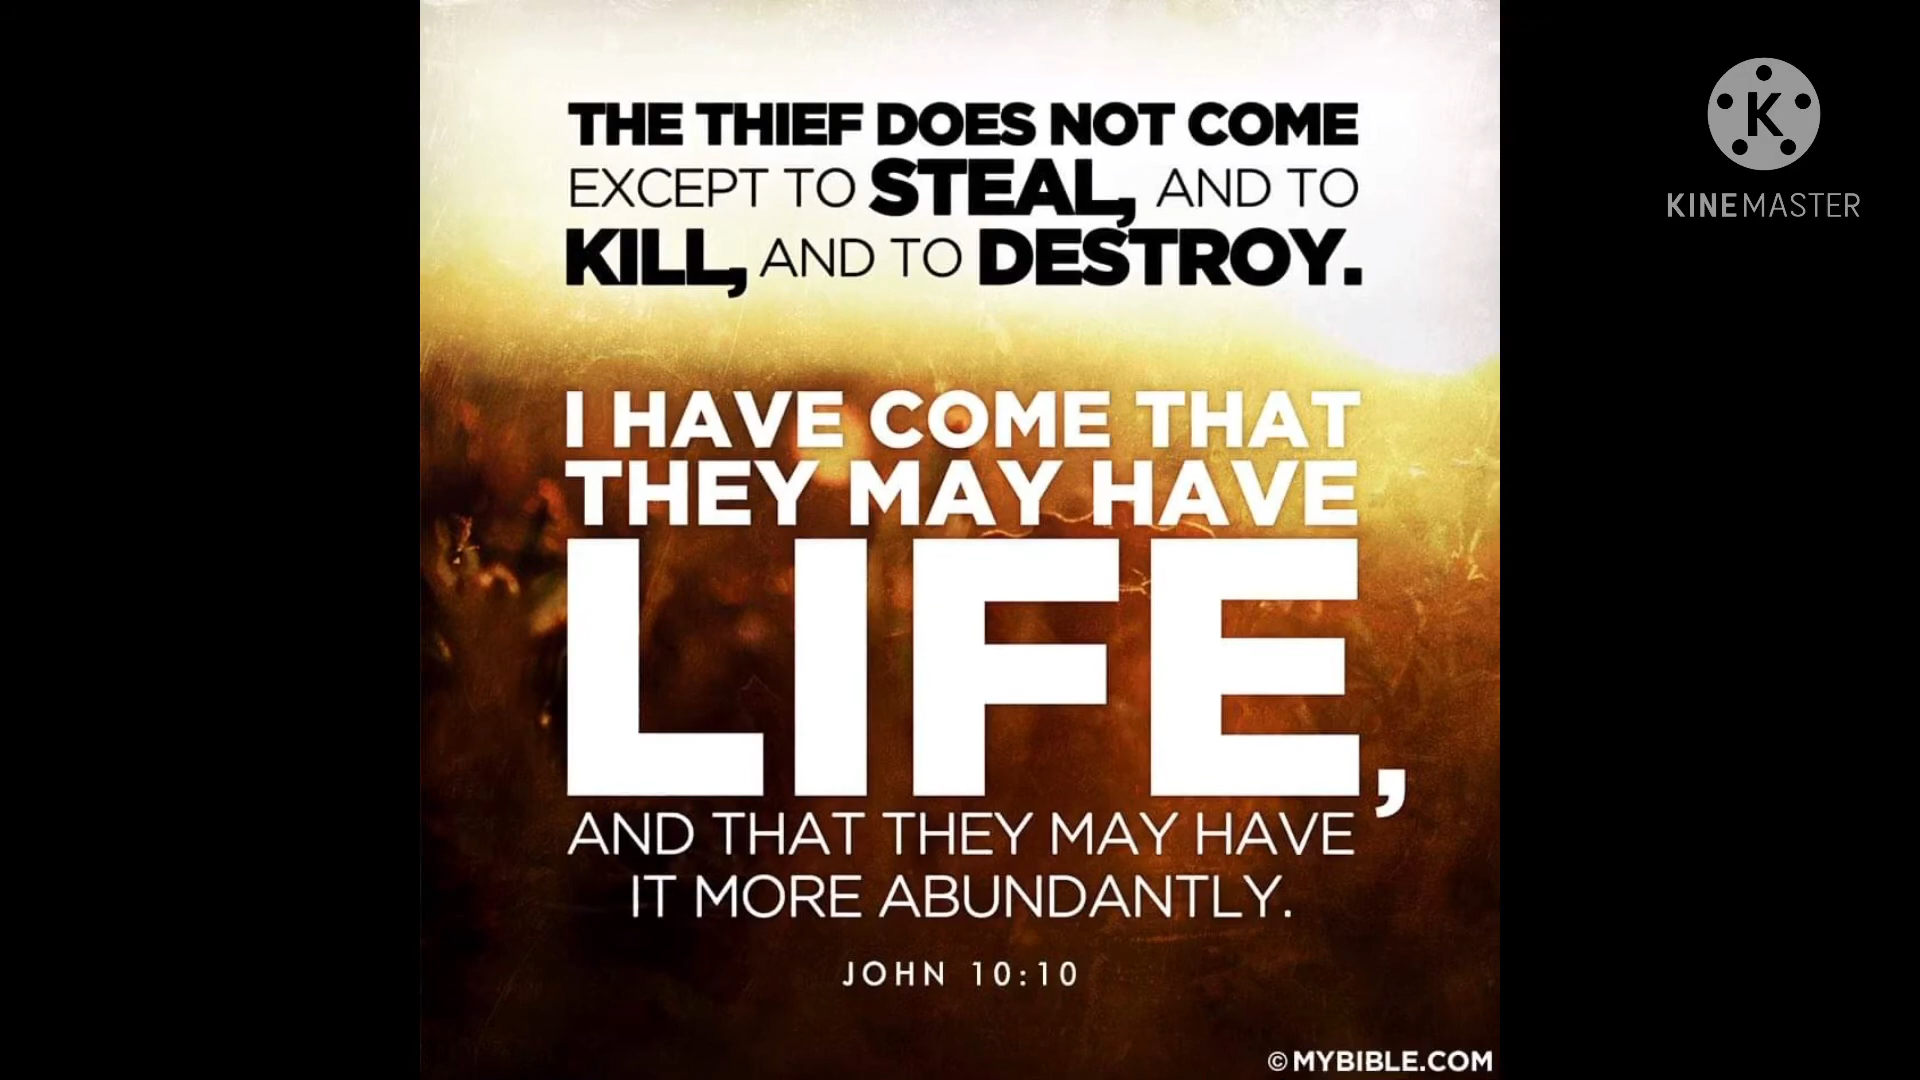 THE THIEF DOES NOT COME
EXCEPT TO STEAL, AND TO
KILL, AND TO DESTROY.
I HAVE COME THAT
THEY MAY HAVE
LIFE,
AND THAT THEY MAY HAVE
IT MORE ABUNDANTLY.
JOHN 10:10
© MYBIBLE.COM
K
KINEMASTER